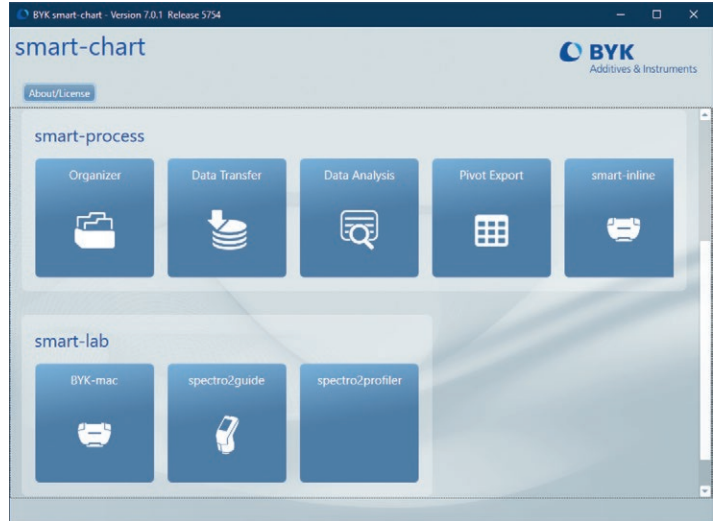 BYK smart-chart - Version 7.0.1 Release 5754
smart-chart
BYK
Additives & Instruments
About/License
smart-process
Organizer
Data Transfer
Data Analysis
Pivot Export
smart-inline
smart-lab
BYK-mac
spectro2guide
spectro2profiler